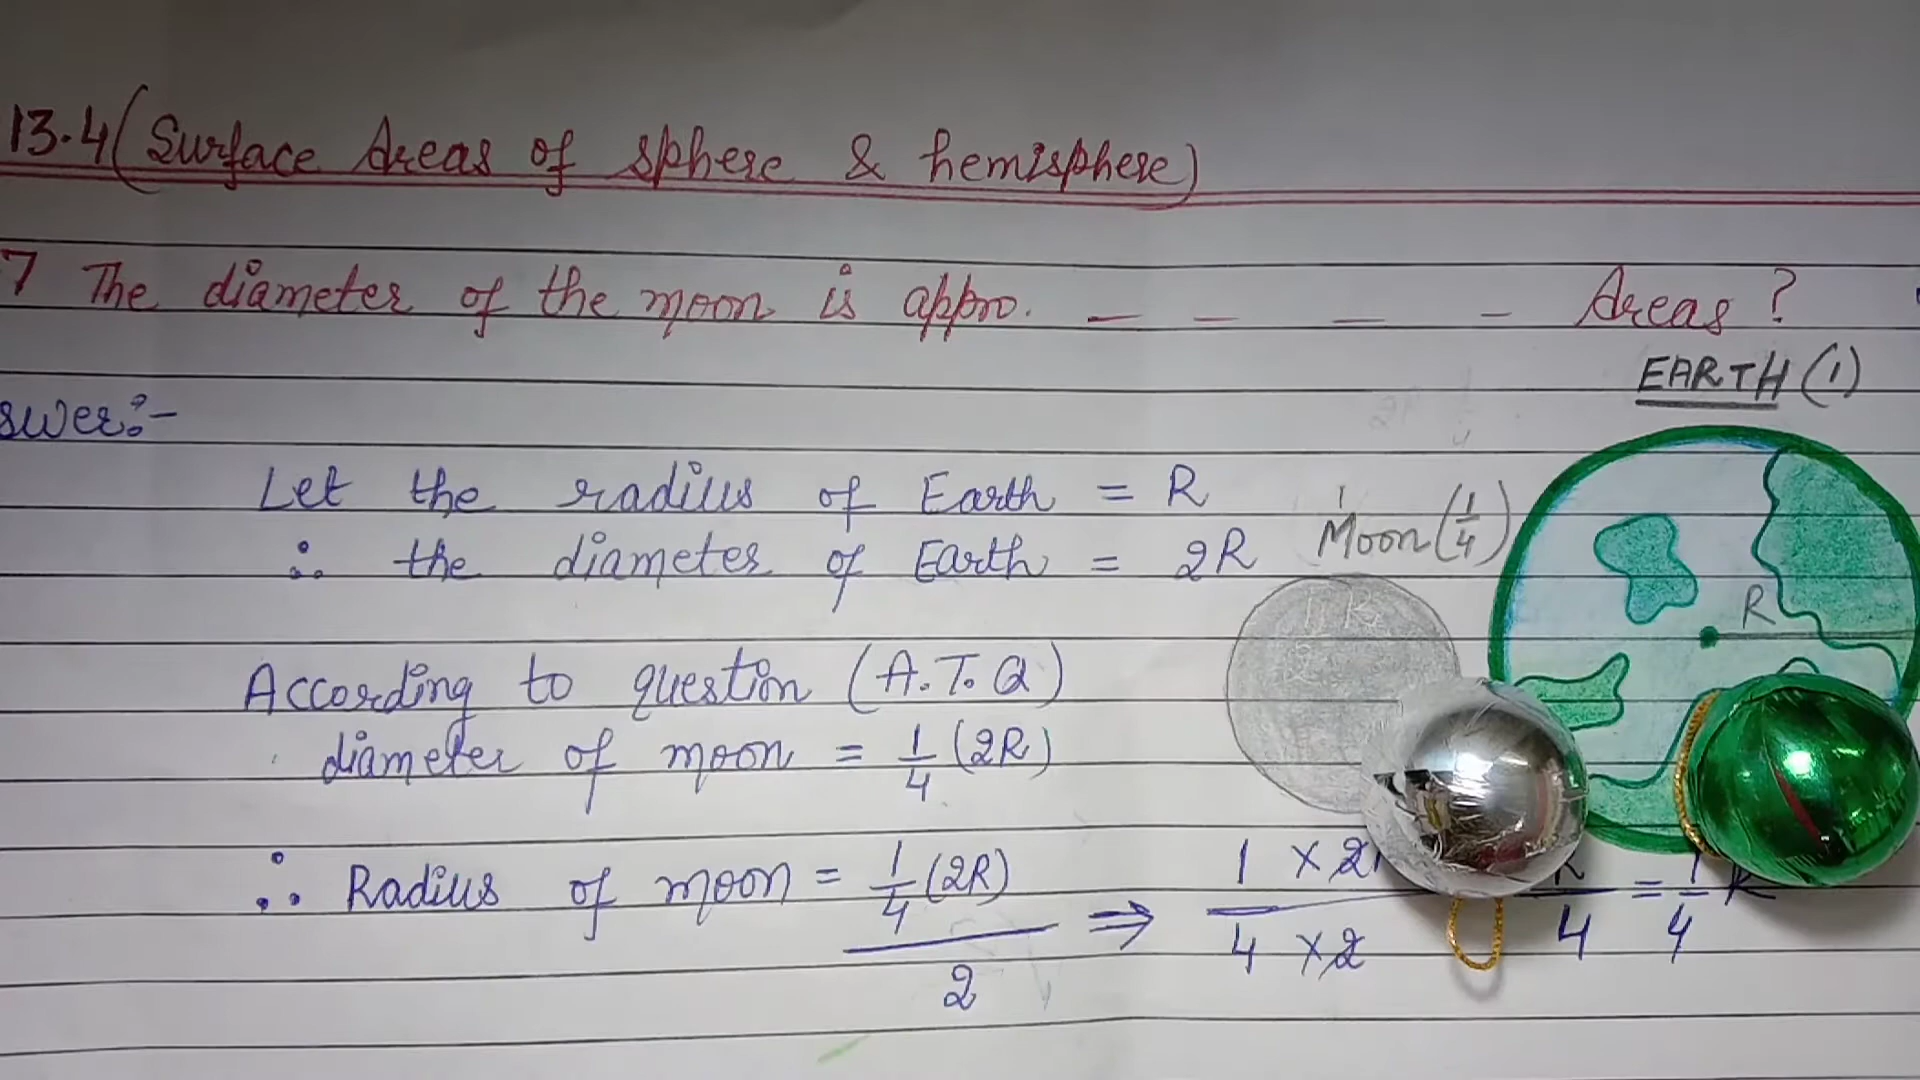 13.4 (Surface Areas of sphere & hemisphere)
7 The diameter of the moon is appro. — — — — Areas?
EARTH (1)
swer:-
Let the radius of Earth = R
Moon (1/4)
∴ the diameter of Earth = 2R
R
According to question (A.T.Q)
diameter of moon = 1/4 (2R)
∴ Radius of moon = 1/4 (2R) / 2 ⇒ 1 × 2 / 4 × 2 / 4 = 1/4 R